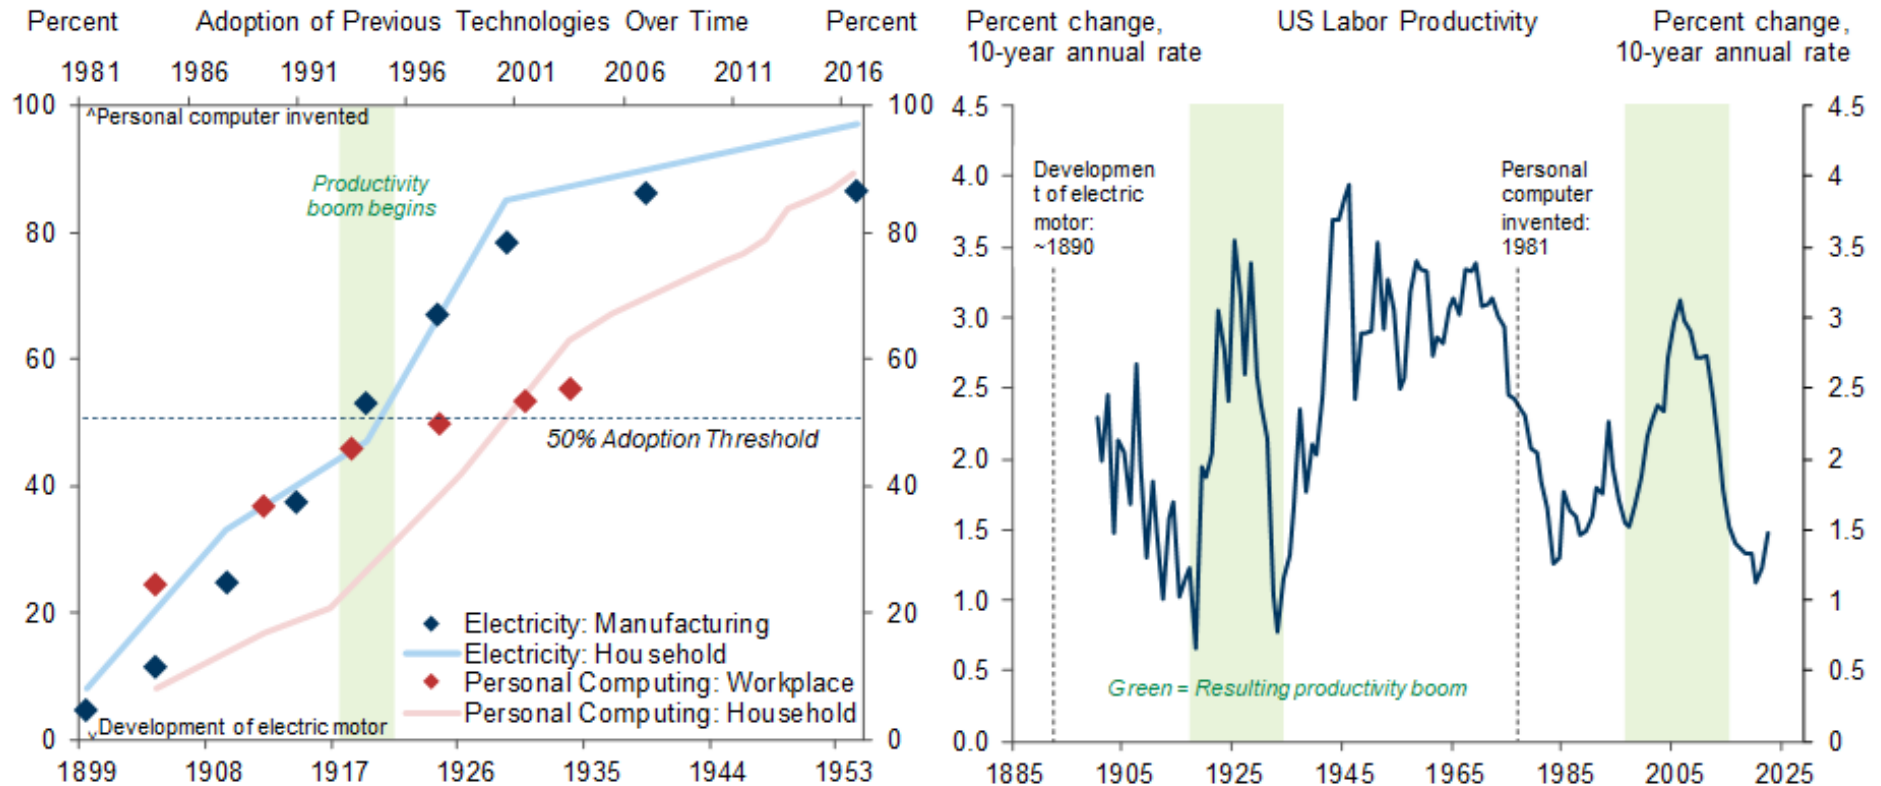 Percent Adoption of Previous Technologies Over Time Percent
1981 1986 1991 1996 2001 2006 2011 2016
100 100
^Personal computer invented
Productivity
boom begins
80 80
60 60
50% Adoption Threshold
40 40
20 20
Electricity: Manufacturing
Electricity: Household
Personal Computing: Workplace
Personal Computing: Household
˅Development of electric motor
0 0
1899 1908 1917 1926 1935 1944 1953
Percent change,
10-year annual rate
US Labor Productivity
Percent change,
10-year annual rate
4.5 4.5
Developmen
t of electric
motor:
~1890
Personal
computer
invented:
1981
4.0 4
3.5 3.5
3.0 3
2.5 2.5
2.0 2
1.5 1.5
1.0 1
0.5 0.5
Green = Resulting productivity boom
0.0 0
1885 1905 1925 1945 1965 1985 2005 2025